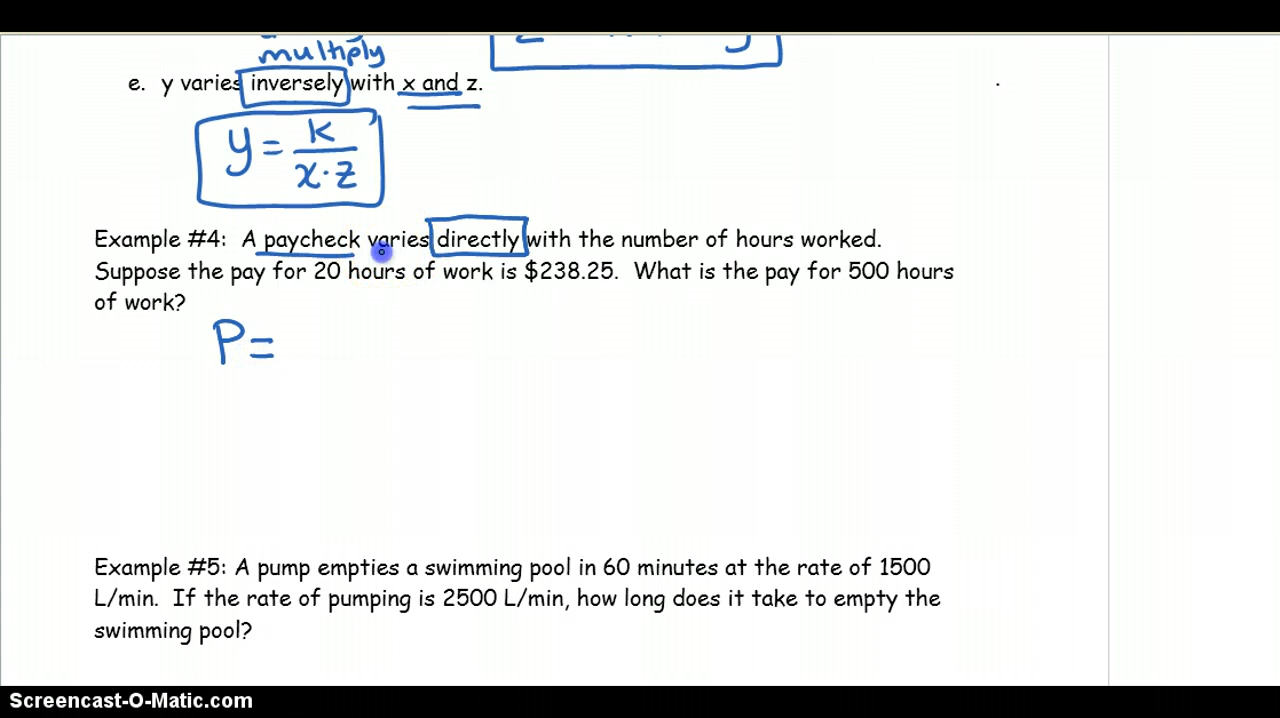 multiply
e. y varies inversely with x and z.
y = k
x · z
Example #4: A paycheck varies directly with the number of hours worked.
Suppose the pay for 20 hours of work is $238.25. What is the pay for 500 hours
of work?
P =
Example #5: A pump empties a swimming pool in 60 minutes at the rate of 1500
L/min. If the rate of pumping is 2500 L/min, how long does it take to empty the
swimming pool?
Screencast-O-Matic.com